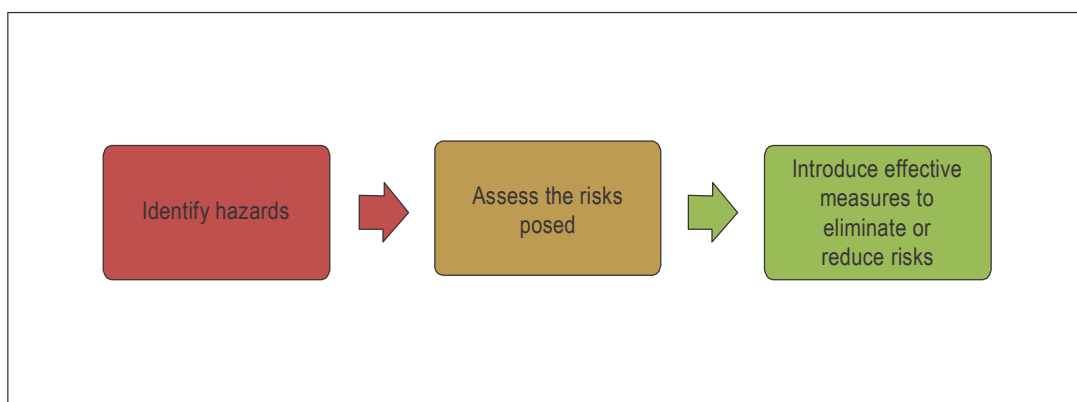 Identify hazards
Assess the risks
posed
Introduce effective
measures to
eliminate or
reduce risks